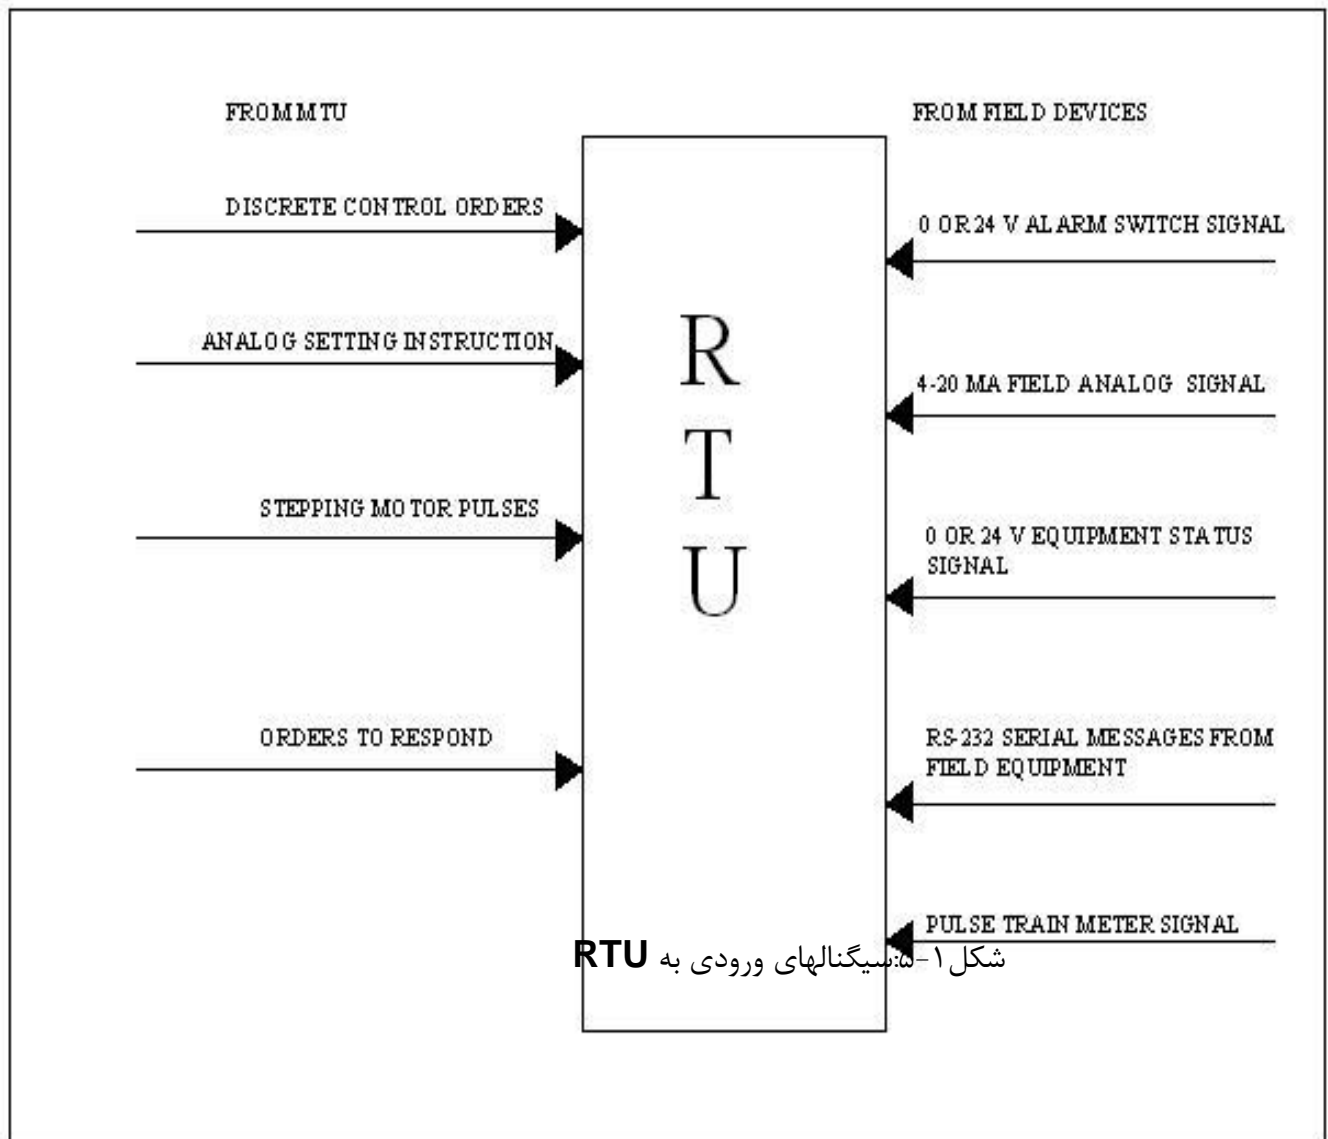 FROM MTU
DISCRETE CONTROL ORDERS
ANALOG SETTING INSTRUCTION
STEPPING MOTOR PULSES
ORDERS TO RESPOND
R
T
U
FROM FIELD DEVICES
0 OR 24 V ALARM SWITCH SIGNAL
4-20 MA FIELD ANALOG SIGNAL
0 OR 24 V EQUIPMENT STATUS
SIGNAL
RS-232 SERIAL MESSAGES FROM
FIELD EQUIPMENT
PULSE TRAIN METER SIGNAL
شکل۱-۵:سیگنالهای ورودی به RTU